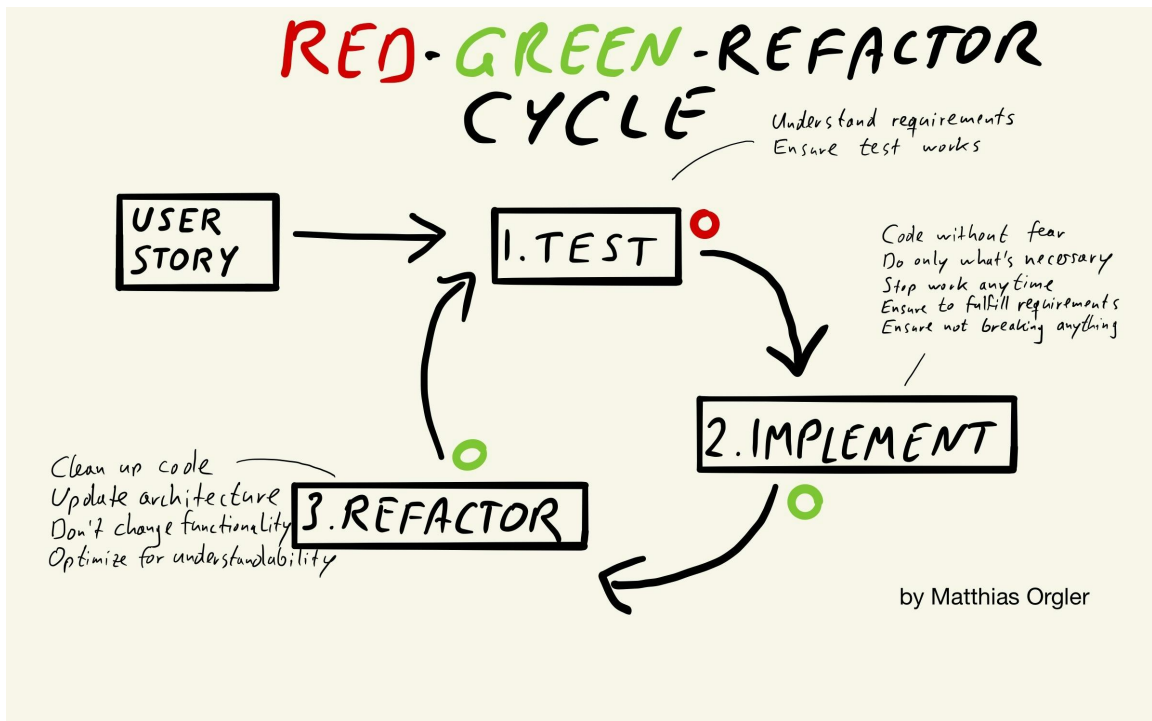 RED-GREEN-REFACTOR
CYCLE
Understand requirements
Ensure test works
USER
STORY
1. TEST
Code without fear
Do only what's necessary
Stop work anytime
Ensure to fulfill requirements
Ensure not breaking anything
2. IMPLEMENT
Clean up code
Update architecture
Don't change functionality
Optimize for understandability
3. REFACTOR
by Matthias Orgler